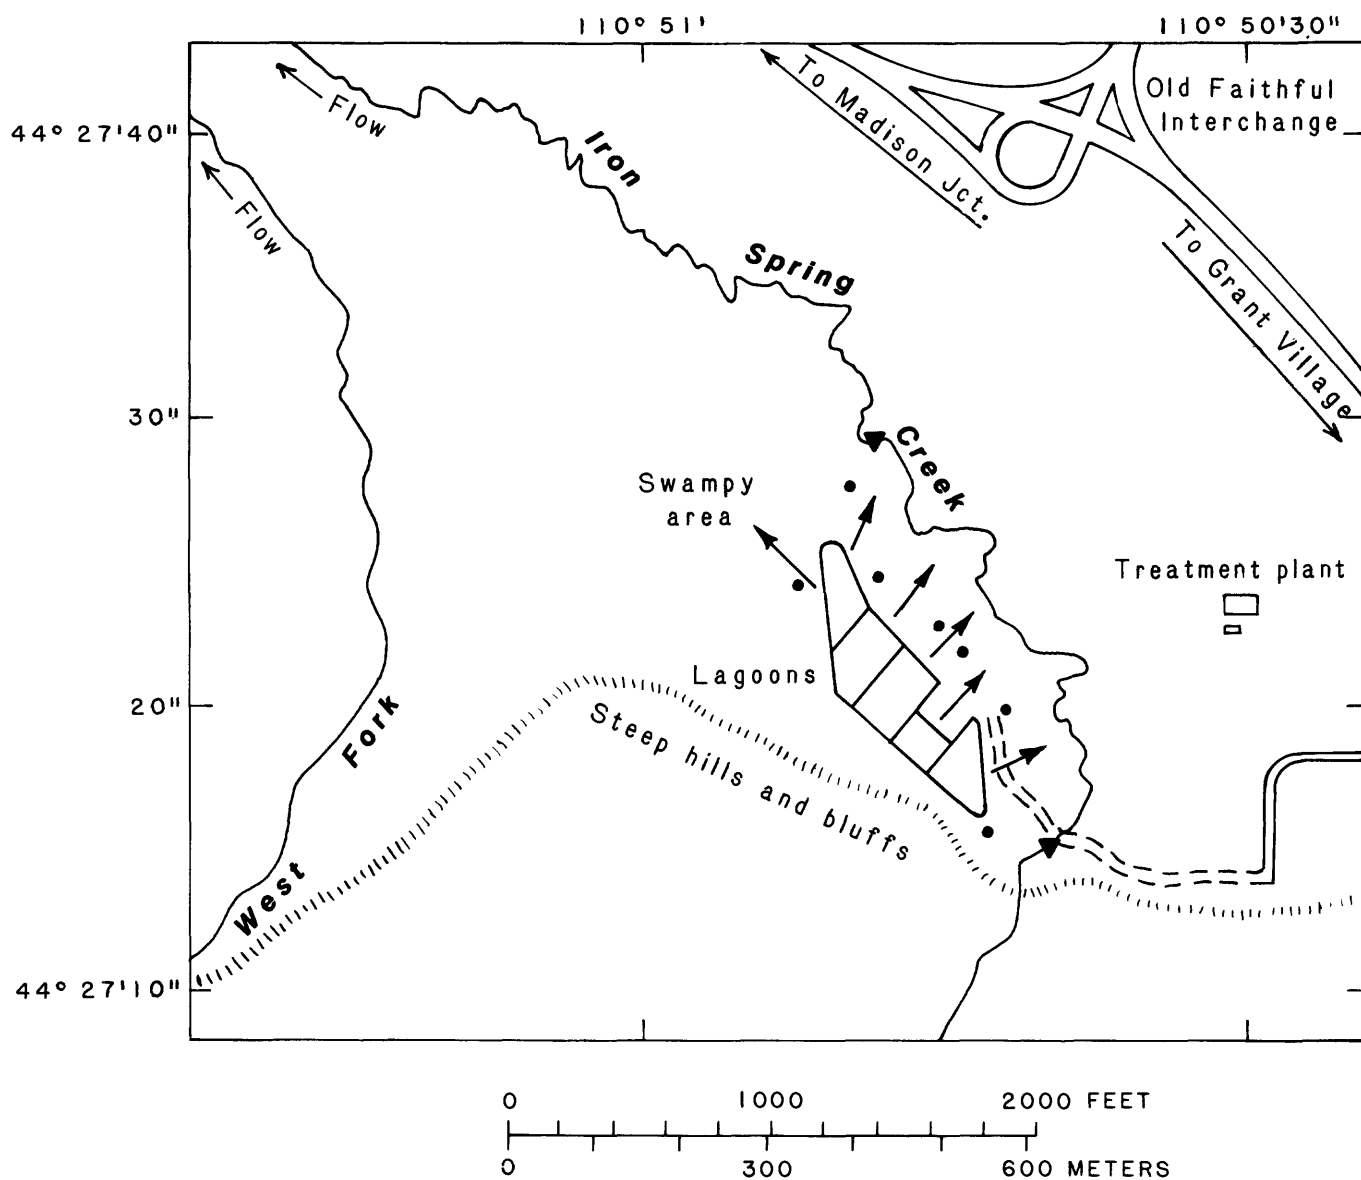 110° 51'
110° 50'30"
44° 27'40"
Flow
Iron
To Madison Jct.
Old Faithful
Interchange
Flow
Spring
To Grant Village
30"
Creek
Swampy
area
Treatment plant
Lagoons
20"
Steep hills and bluffs
West Fork
44° 27'10"
0 1000 2000 FEET
0 300 600 METERS